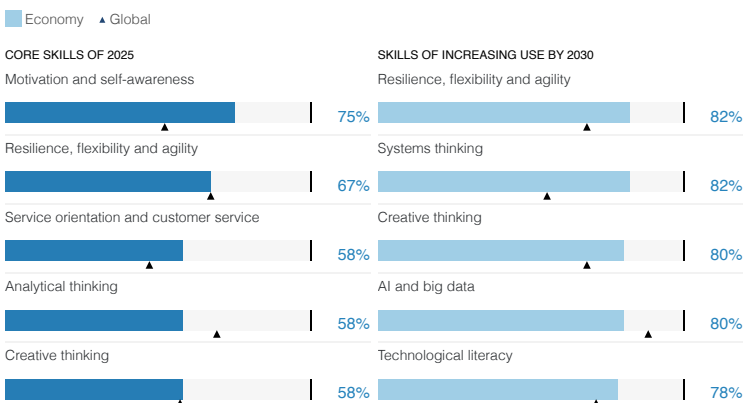 Economy
Global
CORE SKILLS OF 2025
Motivation and self-awareness
75%
Resilience, flexibility and agility
67%
Service orientation and customer service
58%
Analytical thinking
58%
Creative thinking
58%
SKILLS OF INCREASING USE BY 2030
Resilience, flexibility and agility
82%
Systems thinking
82%
Creative thinking
80%
AI and big data
80%
Technological literacy
78%